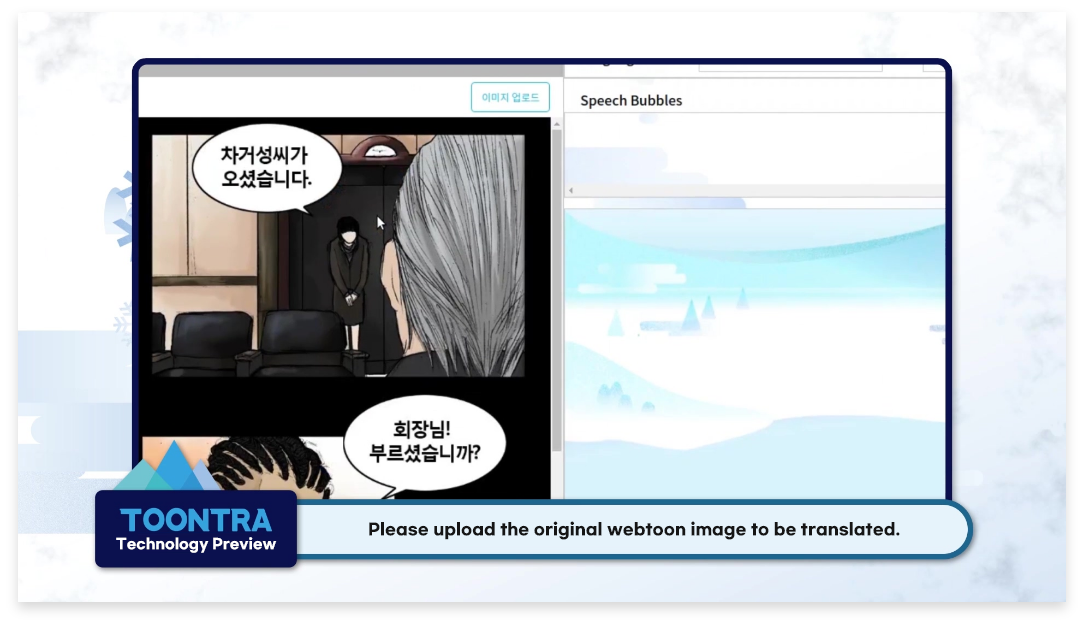 이미지 업로드
Speech Bubbles
차거성씨가
오셨습니다.
회장님!
부르셨습니까?
TOONTRA
Technology Preview
Please upload the original webtoon image to be translated.